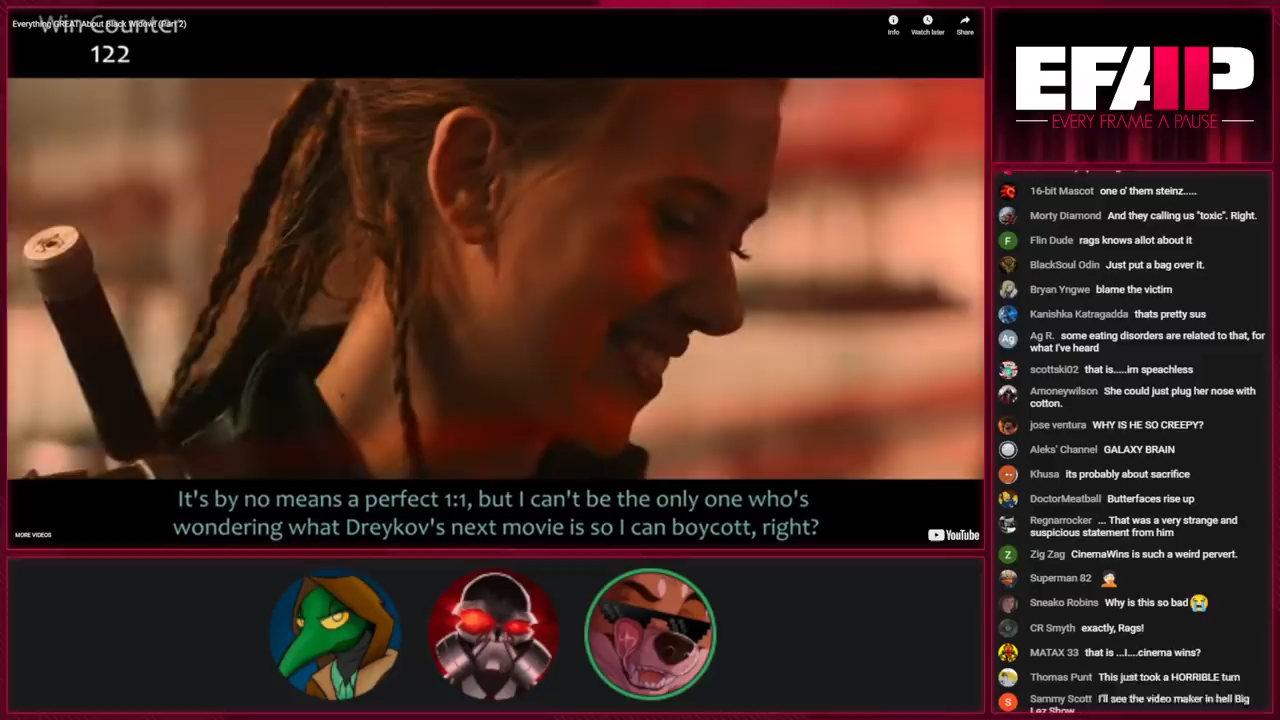 Everything GREAT About Black Widow! (Part 2)
Win Counter
122
Info
Watch later
Share
It's by no means a perfect 1:1, but I can't be the only one who's
wondering what Dreykov's next movie is so I can boycott, right?
MORE VIDEOS
YouTube
EFAP
EVERY FRAME A PAUSE
16-bit Mascot one o' them steinz.....
Morty Diamond And they calling us "toxic". Right.
F
Flin Dude rags knows allot about it
BlackSoul Odin Just put a bag over it.
Bryan Yngwe blame the victim
Kanishka Katragadda thats pretty sus
Ag
Ag R. some eating disorders are related to that, for
what I've heard
scottski02 that is.....im speachless
Amoneywilson She could just plug her nose with
cotton.
jose ventura WHY IS HE SO CREEPY?
Aleks' Channel GALAXY BRAIN
Khusa its probably about sacrifice
DoctorMeatball Butterfaces rise up
Regnarrocker ... That was a very strange and
suspicious statement from him
Z
Zig Zag CinemaWins is such a weird pervert.
Superman 82
Sneako Robins Why is this so bad😭
CR Smyth exactly, Rags!
MATAX 33 that is ...I....cinema wins?
Thomas Punt This just took a HORRIBLE turn
S
Sammy Scott I'll see the video maker in hell Big
Lez Show